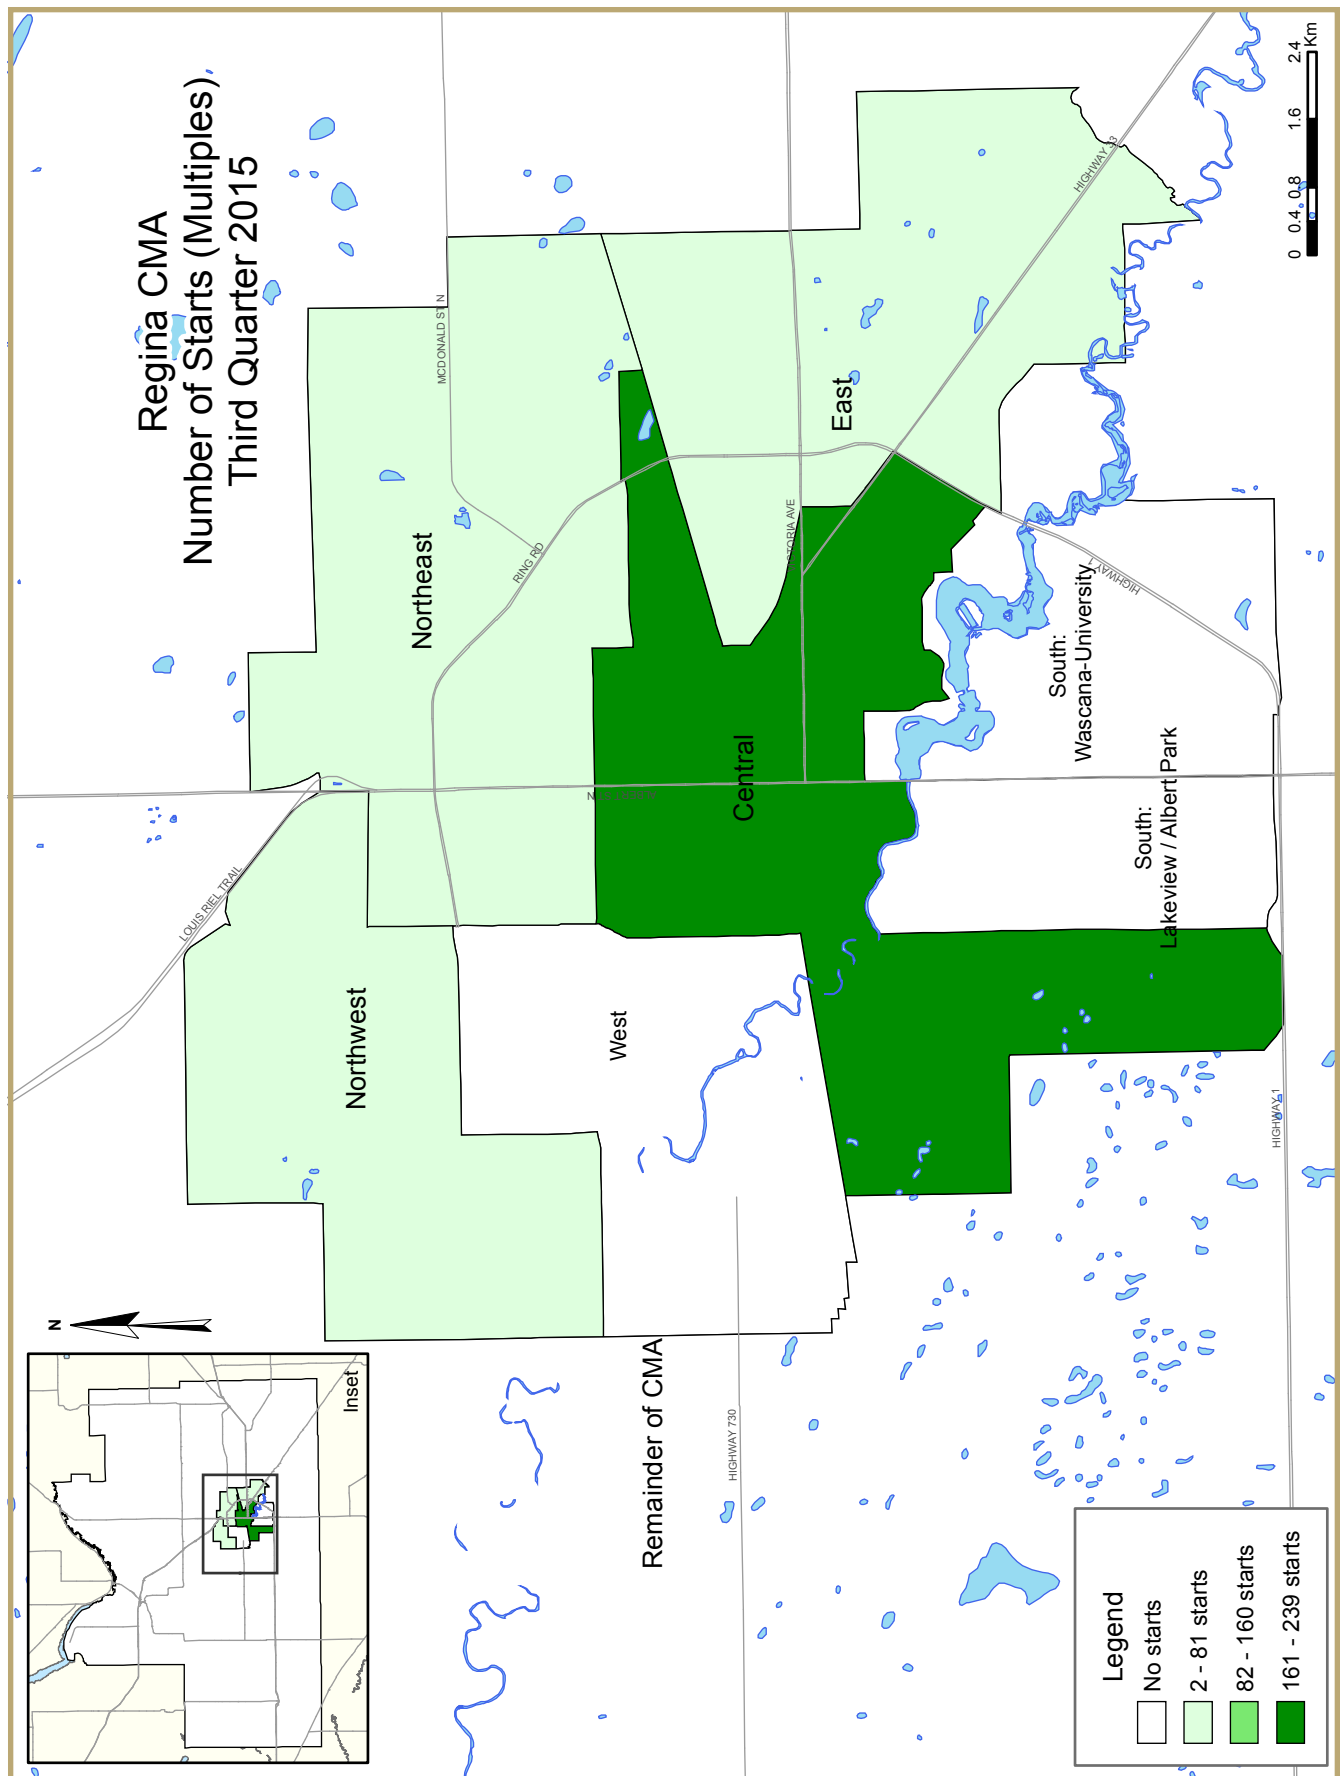 Regina CMA
Number of Starts (Multiples)
Third Quarter 2015
Inset
N
LOUIS RIEL TRAIL
MCDONALD ST N
RING RD
Northeast
Northwest
West
Central
VICTORIA AVE
East
HIGHWAY 33
HIGHWAY 1
South:
Wascana-University
South:
Lakeview / Albert Park
Remainder of CMA
HIGHWAY 730
HIGHWAY 1
Legend
No starts
2 - 81 starts
82 - 160 starts
161 - 239 starts
0 0.4 0.8 1.6 2.4
Km